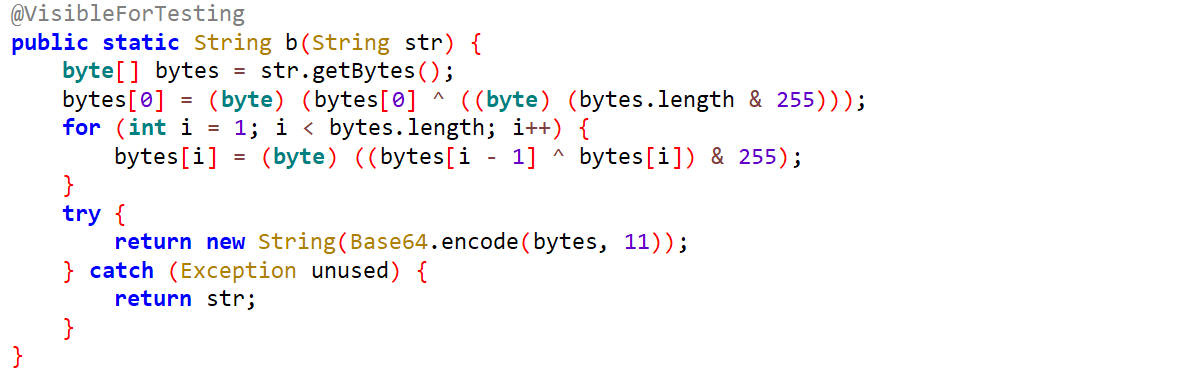 @VisibleForTesting
public static String b(String str) {
    byte[] bytes = str.getBytes();
    bytes[0] = (byte) (bytes[0] ^ ((byte) (bytes.length & 255)));
    for (int i = 1; i < bytes.length; i++) {
        bytes[i] = (byte) ((bytes[i - 1] ^ bytes[i]) & 255);
    }
    try {
        return new String(Base64.encode(bytes, 11));
    } catch (Exception unused) {
        return str;
    }
}